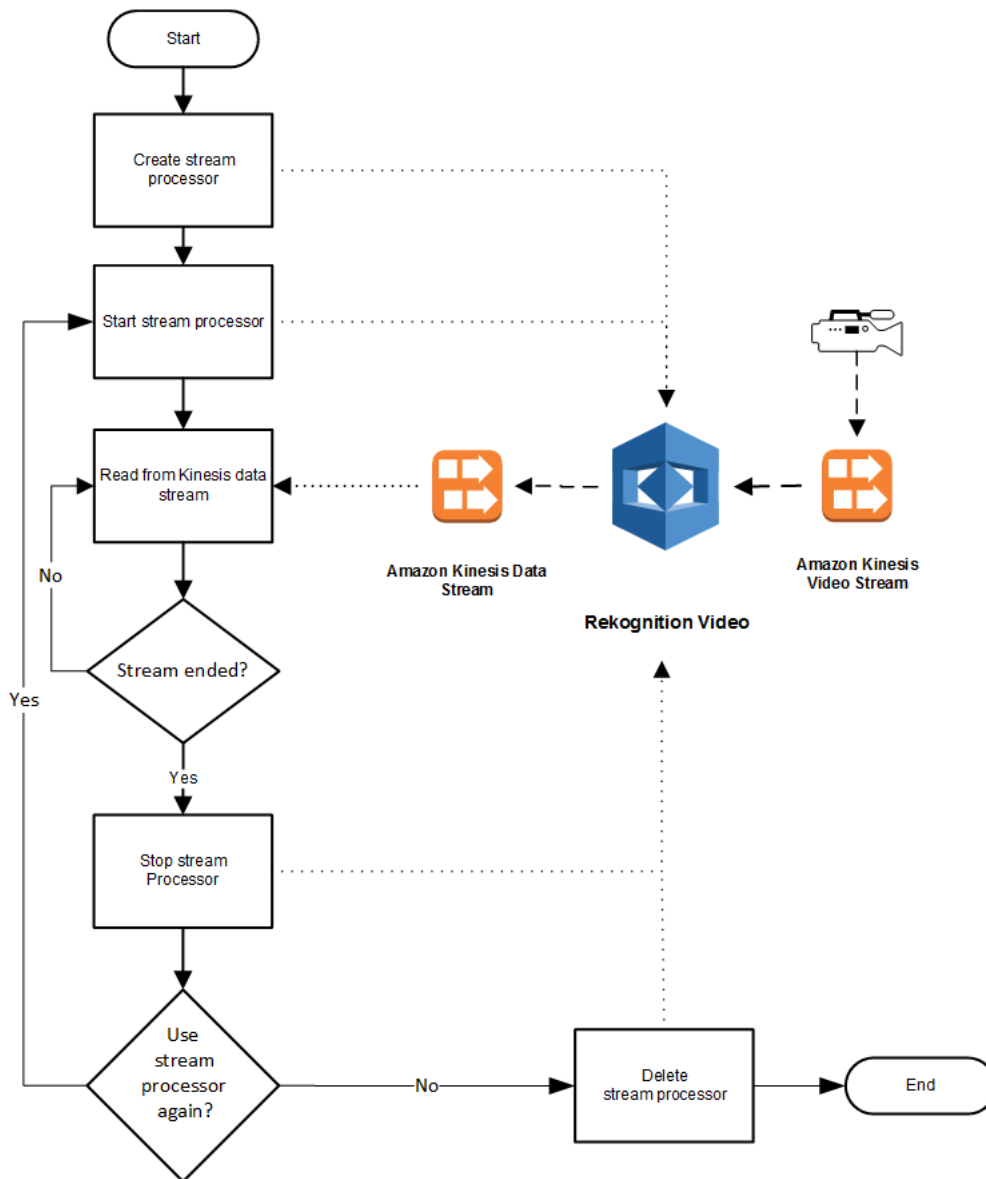 Start
Create stream
processor
Start stream processor
Read from Kinesis data
stream
No
Amazon Kinesis Data
Stream
Rekognition Video
Amazon Kinesis
Video Stream
Stream ended?
Yes
Yes
Stop stream
Processor
Use
stream
processor
again?
No
Delete
stream processor
End